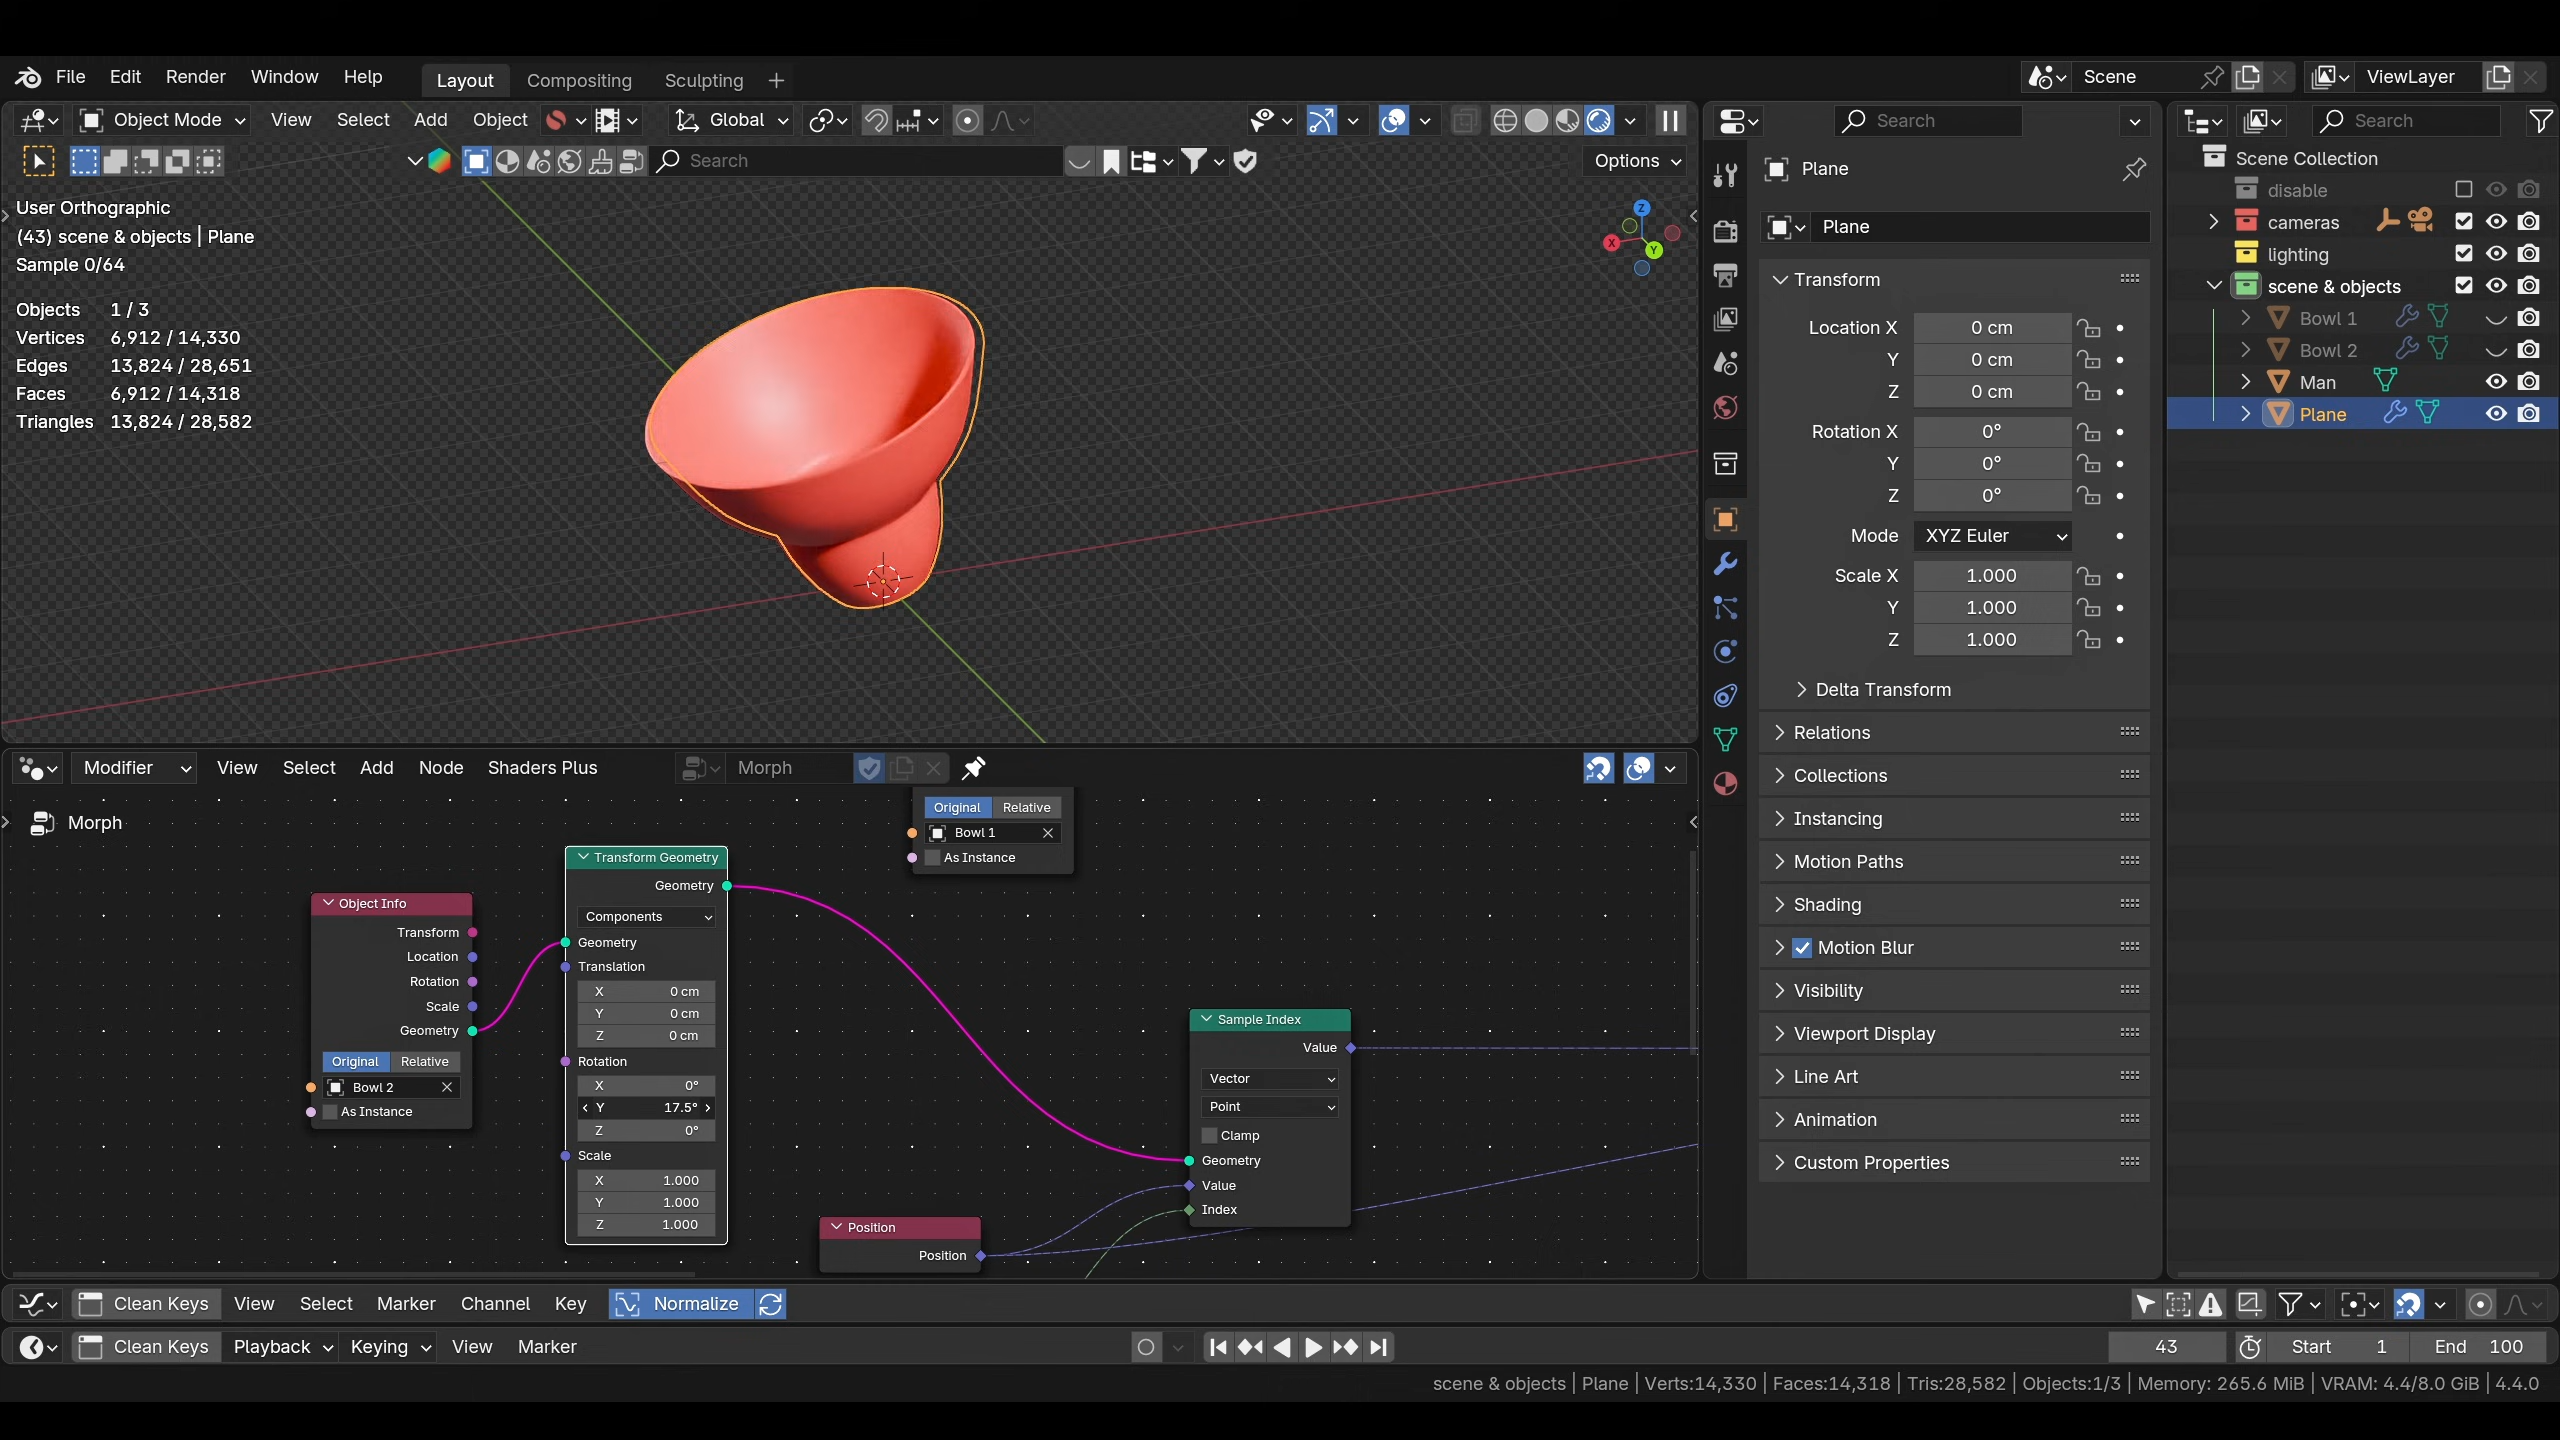 File Edit Render Window Help Layout Compositing Sculpting + Scene ViewLayer
Object Mode View Select Add Object Global Search Search
Search Options
User Orthographic
(43) scene & objects | Plane
Sample 0/64
Objects 1 / 3
Vertices 6,912 / 14,330
Edges 13,824 / 28,651
Faces 6,912 / 14,318
Triangles 13,824 / 28,582
Z
X
Y
Modifier View Select Add Node Shaders Plus Morph
Morph
Object Info
Transform
Location
Rotation
Scale
Geometry
Original Relative
Bowl 2
As Instance
Transform Geometry
Geometry
Components
Geometry
Translation
X 0 cm
Y 0 cm
Z 0 cm
Rotation
X 0°
Y 17.5°
Z 0°
Scale
X 1.000
Y 1.000
Z 1.000
Original Relative
Bowl 1
As Instance
Position
Position
Sample Index
Value
Vector
Point
Clamp
Geometry
Value
Index
Plane
Plane
Transform
Location X 0 cm
Y 0 cm
Z 0 cm
Rotation X 0°
Y 0°
Z 0°
Mode XYZ Euler
Scale X 1.000
Y 1.000
Z 1.000
Delta Transform
Relations
Collections
Instancing
Motion Paths
Shading
Motion Blur
Visibility
Viewport Display
Line Art
Animation
Custom Properties
Scene Collection
disable
cameras
lighting
scene & objects
Bowl 1
Bowl 2
Man
Plane
Clean Keys View Select Marker Channel Key Normalize
Clean Keys Playback Keying View Marker 43 Start 1 End 100
scene & objects | Plane | Verts:14,330 | Faces:14,318 | Tris:28,582 | Objects:1/3 | Memory: 265.6 MiB | VRAM: 4.4/8.0 GiB | 4.4.0